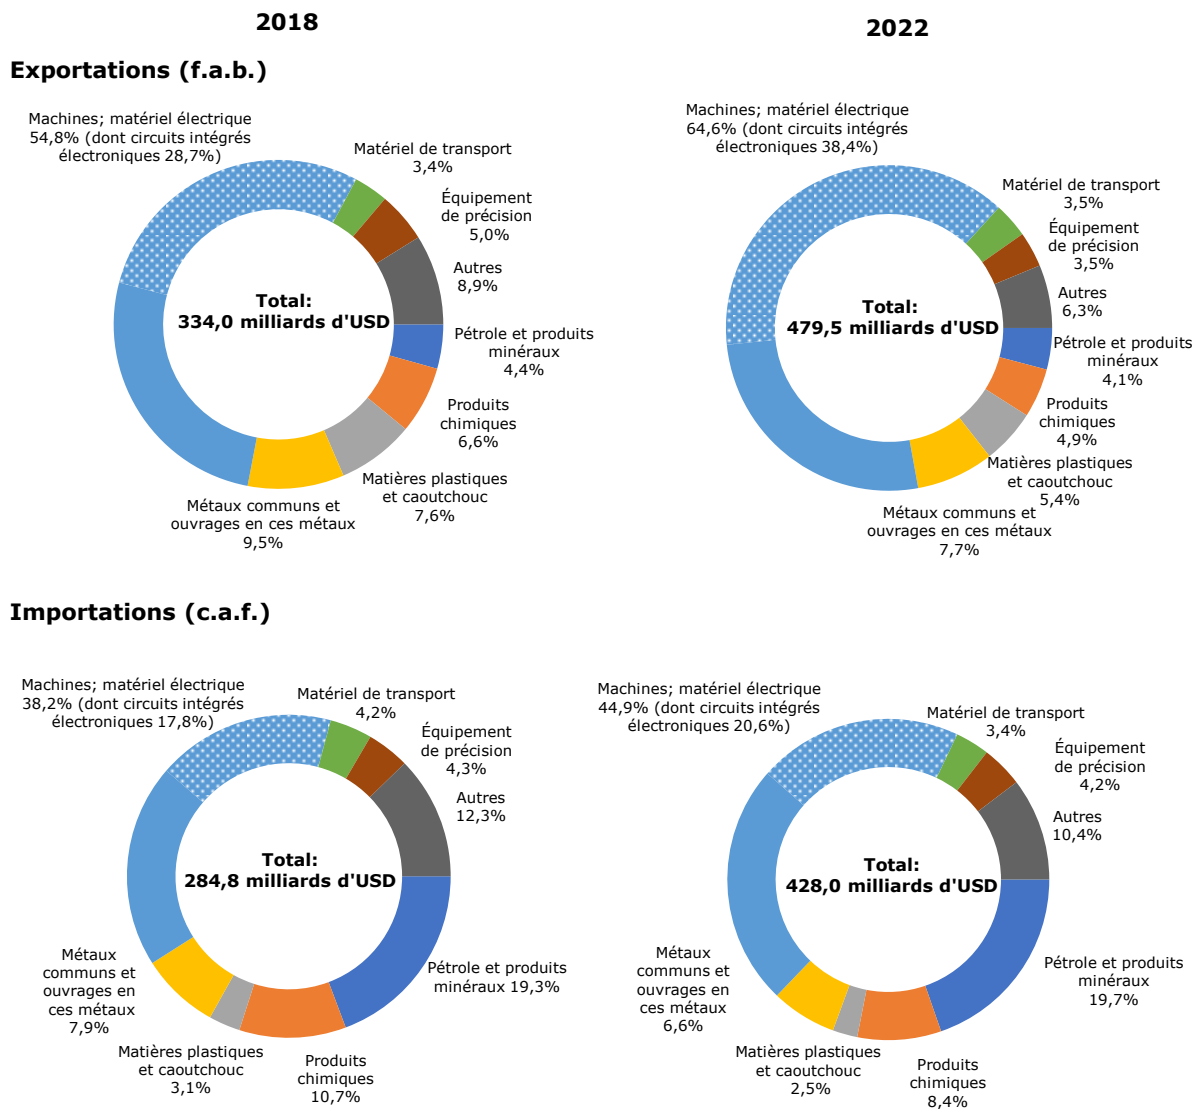 2018
2022
Exportations (f.a.b.)
Machines; matériel électrique
54,8% (dont circuits intégrés
électroniques 28,7%)
Matériel de transport
3,4%
Équipement
de précision
5,0%
Autres
8,9%
Total:
334,0 milliards d'USD
Pétrole et produits
minéraux
4,4%
Produits
chimiques
6,6%
Matières plastiques
et caoutchouc
7,6%
Métaux communs et
ouvrages en ces métaux
9,5%
Machines; matériel électrique
64,6% (dont circuits intégrés
électroniques 38,4%)
Matériel de transport
3,5%
Équipement
de précision
3,5%
Autres
6,3%
Total:
479,5 milliards d'USD
Pétrole et produits
minéraux
4,1%
Produits
chimiques
4,9%
Matières plastiques
et caoutchouc
5,4%
Métaux communs et
ouvrages en ces métaux
7,7%
Importations (c.a.f.)
Machines; matériel électrique
38,2% (dont circuits intégrés
électroniques 17,8%)
Matériel de transport
4,2%
Équipement
de précision
4,3%
Autres
12,3%
Total:
284,8 milliards d'USD
Pétrole et produits
minéraux 19,3%
Métaux
communs et
ouvrages en
ces métaux
7,9%
Matières plastiques
et caoutchouc
3,1%
Produits
chimiques
10,7%
Machines; matériel électrique
44,9% (dont circuits intégrés
électroniques 20,6%)
Matériel de transport
3,4%
Équipement
de précision
4,2%
Autres
10,4%
Total:
428,0 milliards d'USD
Pétrole et produits
minéraux
19,7%
Métaux
communs et
ouvrages en
ces métaux
6,6%
Matières plastiques
et caoutchouc
2,5%
Produits
chimiques
8,4%